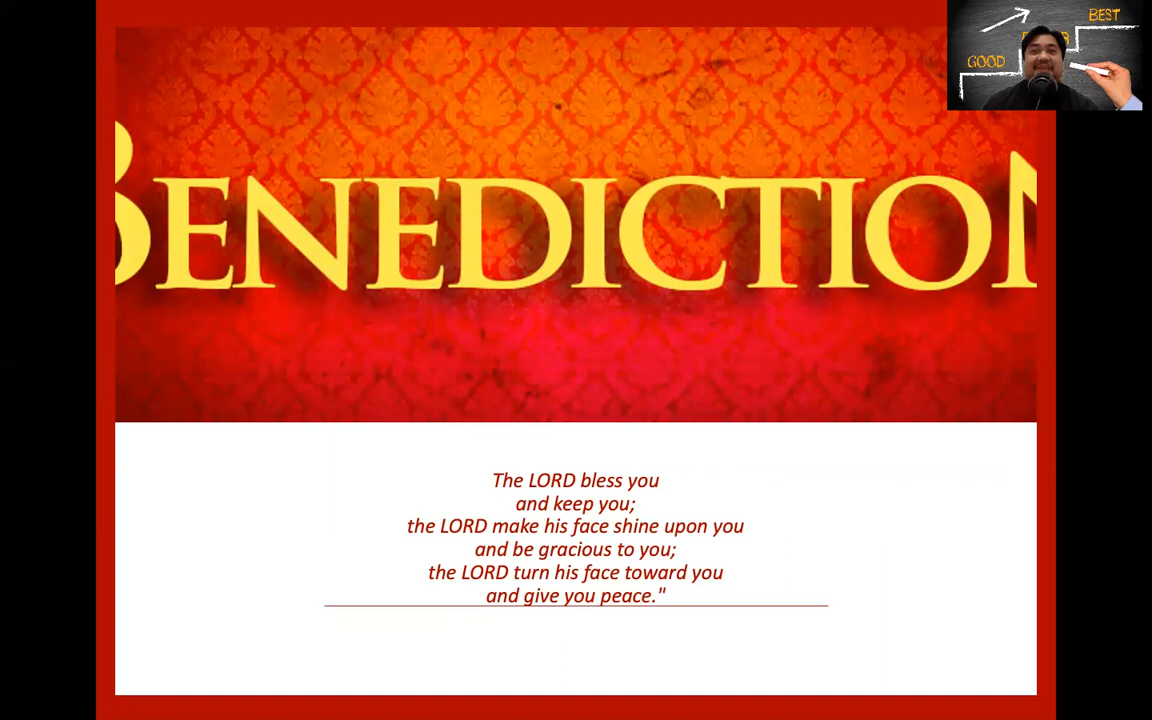 BENEDICTION
GOOD
BEST
The LORD bless you
and keep you;
the LORD make his face shine upon you
and be gracious to you;
the LORD turn his face toward you
and give you peace."